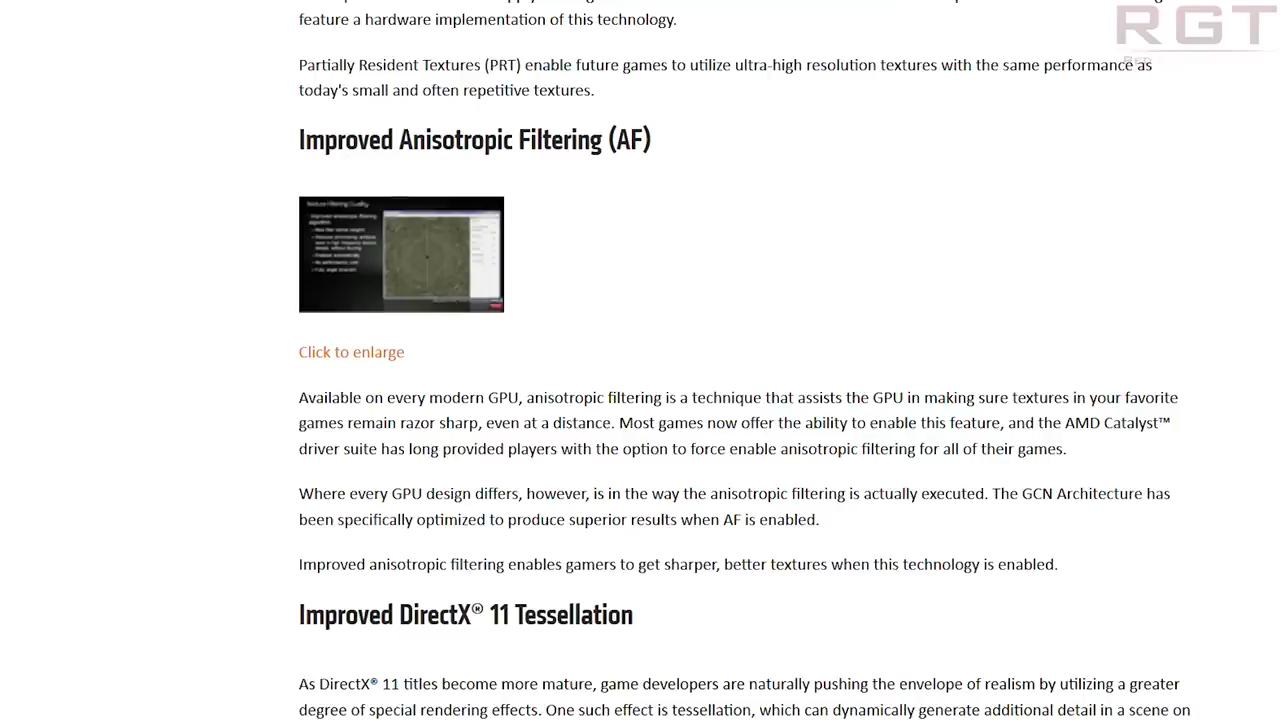 RGT
feature a hardware implementation of this technology.
Partially Resident Textures (PRT) enable future games to utilize ultra-high resolution textures with the same performance as
today's small and often repetitive textures.
Improved Anisotropic Filtering (AF)
Texture Filtering Quality
Click to enlarge
Available on every modern GPU, anisotropic filtering is a technique that assists the GPU in making sure textures in your favorite
games remain razor sharp, even at a distance. Most games now offer the ability to enable this feature, and the AMD Catalyst™
driver suite has long provided players with the option to force enable anisotropic filtering for all of their games.
Where every GPU design differs, however, is in the way the anisotropic filtering is actually executed. The GCN Architecture has
been specifically optimized to produce superior results when AF is enabled.
Improved anisotropic filtering enables gamers to get sharper, better textures when this technology is enabled.
Improved DirectX® 11 Tessellation
As DirectX® 11 titles become more mature, game developers are naturally pushing the envelope of realism by utilizing a greater
degree of special rendering effects. One such effect is tessellation, which can dynamically generate additional detail in a scene on